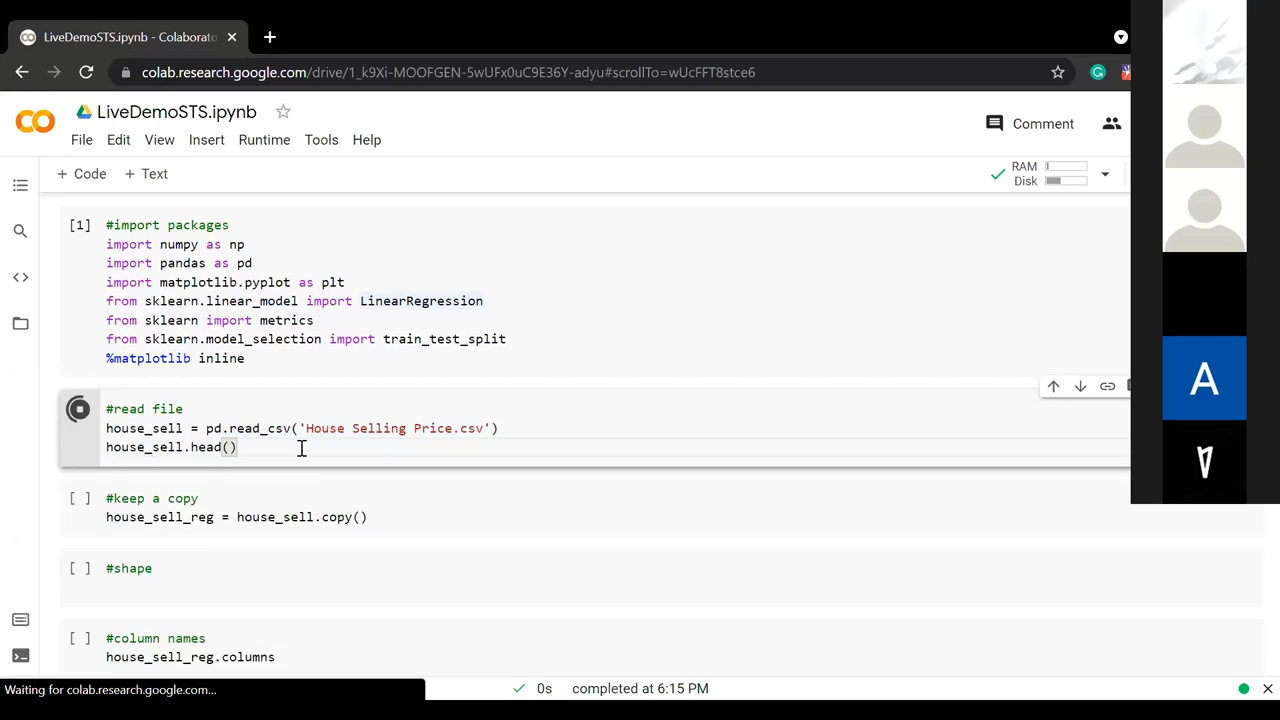 LiveDemoSTS.ipynb - Colaborato
colab.research.google.com/drive/1_k9Xi-MOOFGEN-5wUFx0uC9E36Y-adyu#scrollTo=wUcFFT8stce6
LiveDemoSTS.ipynb
File Edit View Insert Runtime Tools Help
Comment
+ Code + Text
RAM
Disk
[1] #import packages
import numpy as np
import pandas as pd
import matplotlib.pyplot as plt
from sklearn.linear_model import LinearRegression
from sklearn import metrics
from sklearn.model_selection import train_test_split
%matplotlib inline
#read file
house_sell = pd.read_csv('House Selling Price.csv')
house_sell.head()
[ ] #keep a copy
house_sell_reg = house_sell.copy()
[ ] #shape
[ ] #column names
house_sell_reg.columns
Waiting for colab.research.google.com...
0s completed at 6:15 PM
A